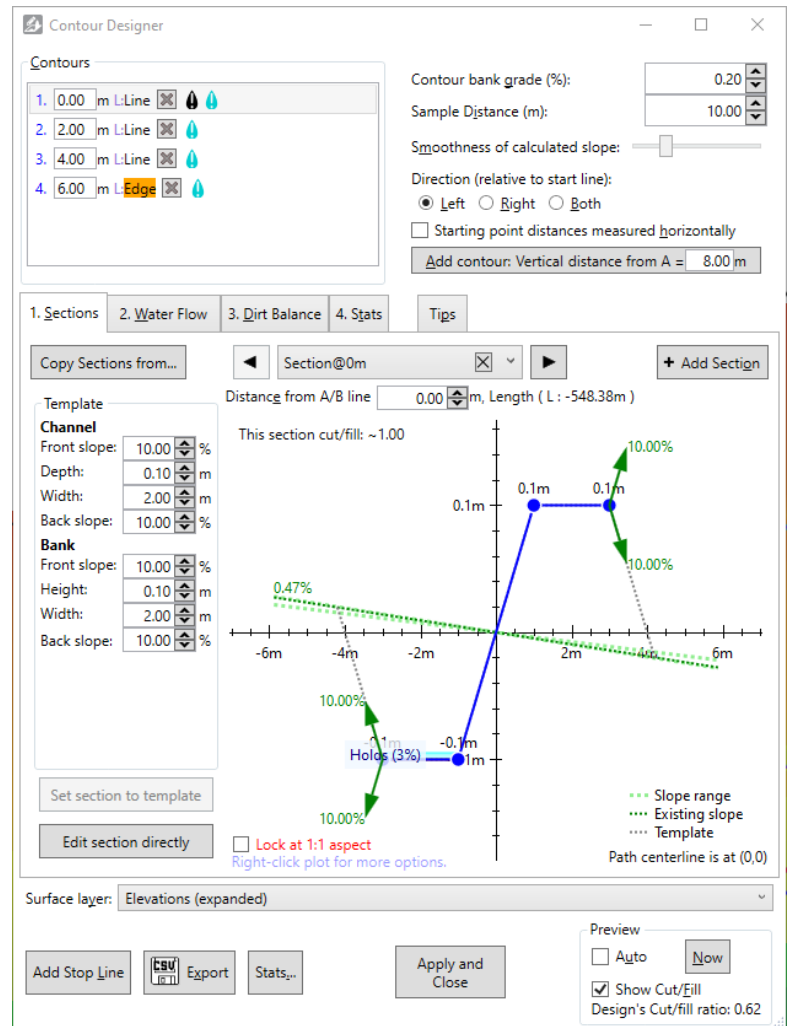 Contour Designer
Contours
1. 0.00 m L:Line
2. 2.00 m L:Line
3. 4.00 m L:Line
4. 6.00 m L:Edge
Contour bank grade (%): 0.20
Sample Distance (m): 10.00
Smoothness of calculated slope:
Direction (relative to start line):
Left Right Both
Starting point distances measured horizontally
Add contour: Vertical distance from A = 8.00 m
1. Sections 2. Water Flow 3. Dirt Balance 4. Stats Tips
Copy Sections from... Section@0m + Add Section
Distance from A/B line 0.00 m, Length ( L : -548.38m )
Template
Channel
Front slope: 10.00 %
Depth: 0.10 m
Width: 2.00 m
Back slope: 10.00 %
Bank
Front slope: 10.00 %
Height: 0.10 m
Width: 2.00 m
Back slope: 10.00 %
Set section to template
Edit section directly
This section cut/fill: ~1.00
10.00%
0.1m 0.1m
0.1m
10.00%
0.47%
-6m -4m -2m 2m 4m 6m
10.00%
-0.1m -0.1m
Holds (3%) 1m
10.00%
Slope range
Existing slope
Template
Path centerline is at (0,0)
Lock at 1:1 aspect
Right-click plot for more options.
Surface layer: Elevations (expanded)
Add Stop Line
CSV Export
Stats...
Apply and
Close
Preview
Auto Now
Show Cut/Fill
Design's Cut/fill ratio: 0.62